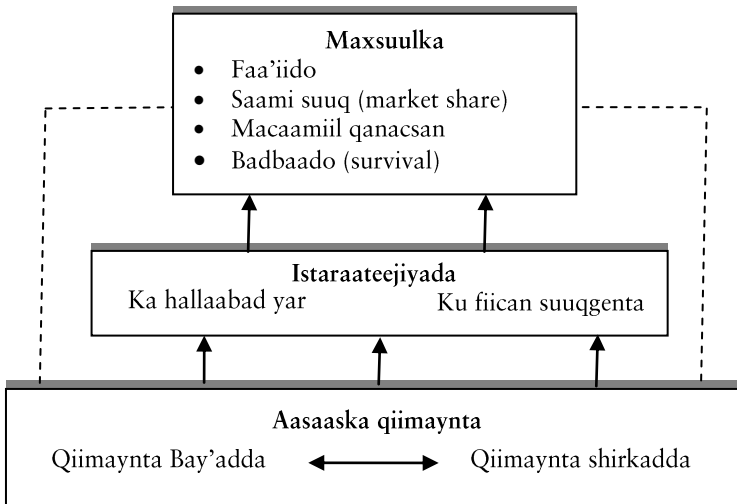 Maxsuulka
• Faa'iido
• Saami suuq (market share)
• Macaamiil qanacsan
• Badbaado (survival)
Istaraateejiyada
Ka hallaabad yar
Ku fiican suuqgenta
Aasaaska qiimaynta
Qiimaynta Bay'adda
Qiimaynta shirkadda